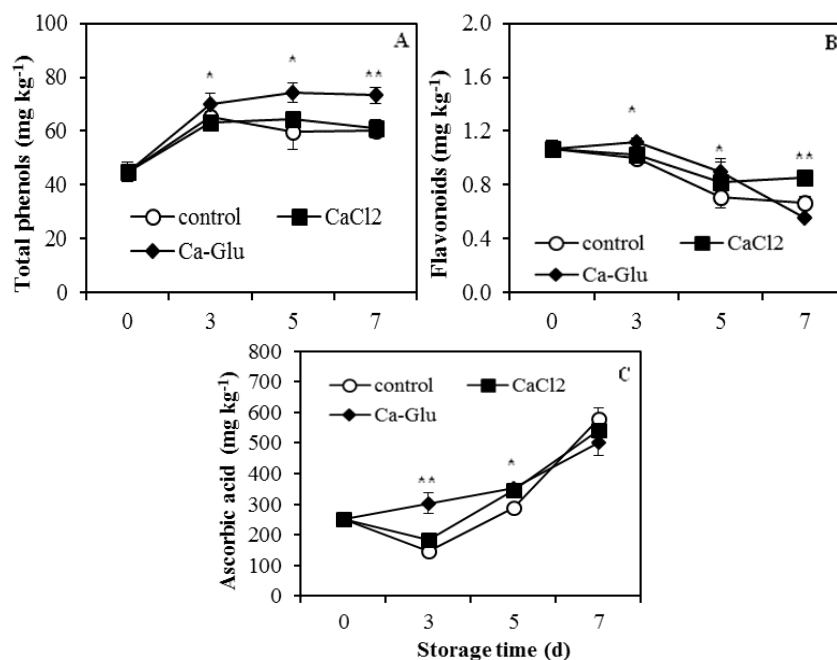 Total phenols (mg kg⁻¹)
100
80
60
40
20
0
A
*
*
**
control
CaCl2
Ca-Glu
0 3 5 7
Flavonoids (mg kg⁻¹)
2.0
1.6
1.2
0.8
0.4
0.0
B
*
*
**
control
CaCl2
Ca-Glu
0 3 5 7
Ascorbic acid (mg kg⁻¹)
800
700
600
500
400
300
200
100
0
C
control
CaCl2
Ca-Glu
**
*
0 3 5 7
Storage time (d)